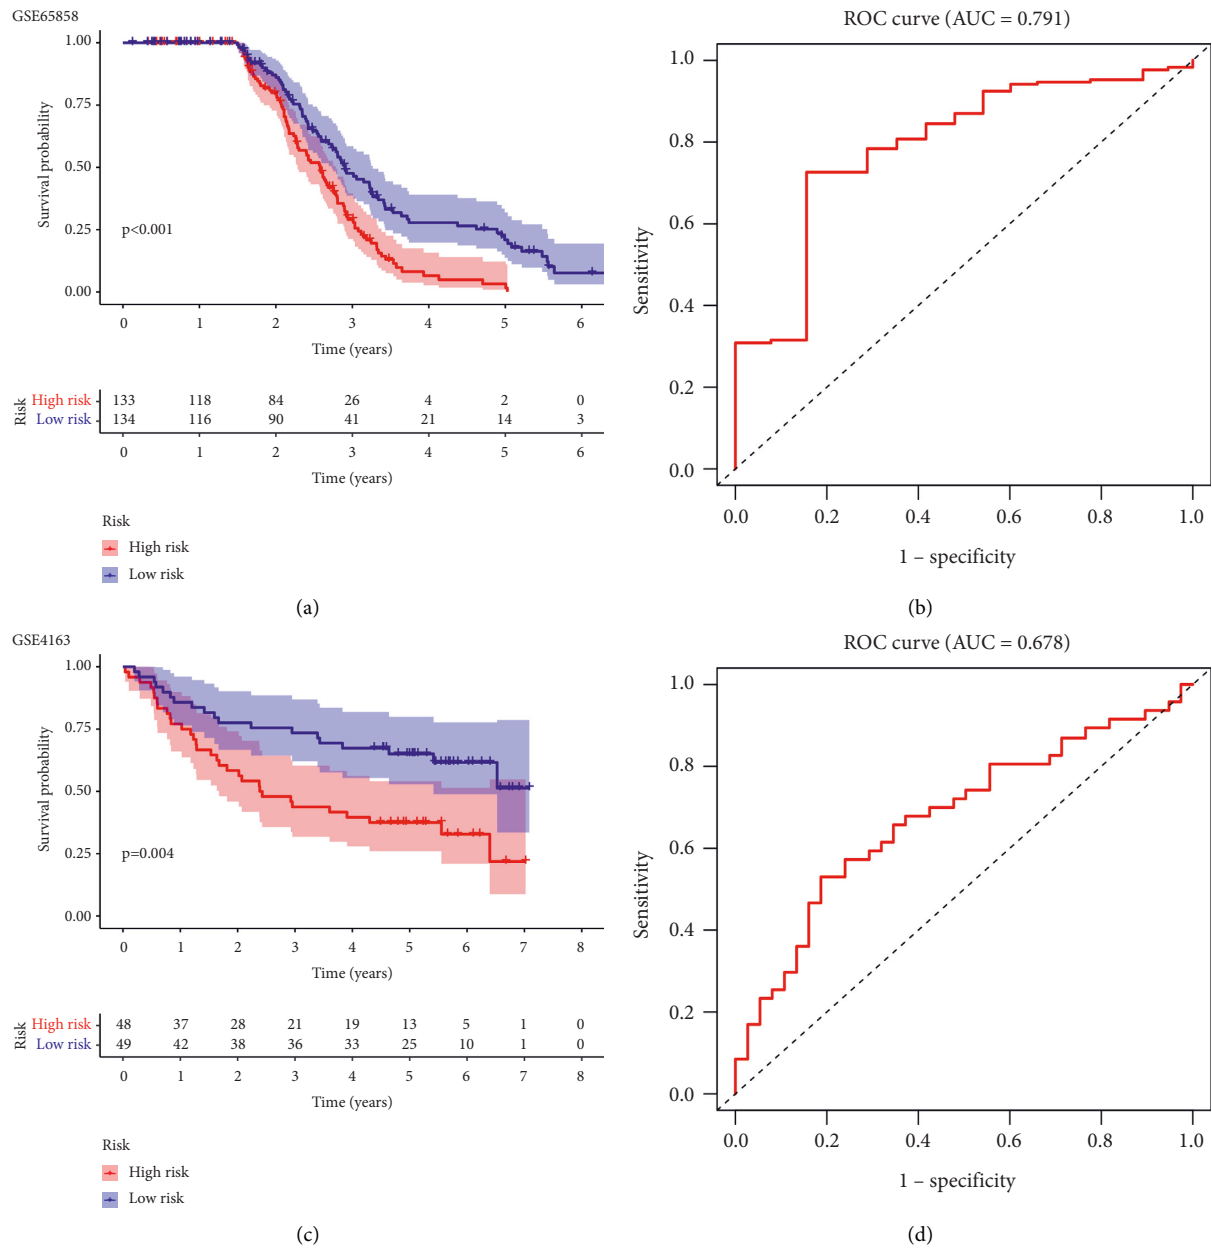 GSE65858
1.00
0.75
0.50
0.25
0.00
Survival probability
p<0.001
0 1 2 3 4 5 6
Time (years)
Risk
High risk 133 118 84 26 4 2 0
Low risk 134 116 90 41 21 14 3
0 1 2 3 4 5 6
Time (years)
Risk
High risk
Low risk
(a)
ROC curve (AUC = 0.791)
1.0
0.8
0.6
0.4
0.2
0.0
Sensitivity
0.0 0.2 0.4 0.6 0.8 1.0
1 – specificity
(b)
GSE4163
1.00
0.75
0.50
0.25
0.00
Survival probability
p=0.004
0 1 2 3 4 5 6 7 8
Time (years)
Risk
High risk 48 37 28 21 19 13 5 1 0
Low risk 49 42 38 36 33 25 10 1 0
0 1 2 3 4 5 6 7 8
Time (years)
Risk
High risk
Low risk
(c)
ROC curve (AUC = 0.678)
1.0
0.8
0.6
0.4
0.2
0.0
Sensitivity
0.0 0.2 0.4 0.6 0.8 1.0
1 – specificity
(d)